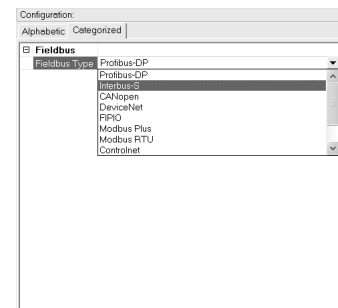 Configuration:
Alphabetic Categorized
Fieldbus
Fieldbus Type Profibus-DP
Profibus-DP
Interbus-S
CANopen
DeviceNet
FIPIO
Modbus Plus
Modbus RTU
Controlnet